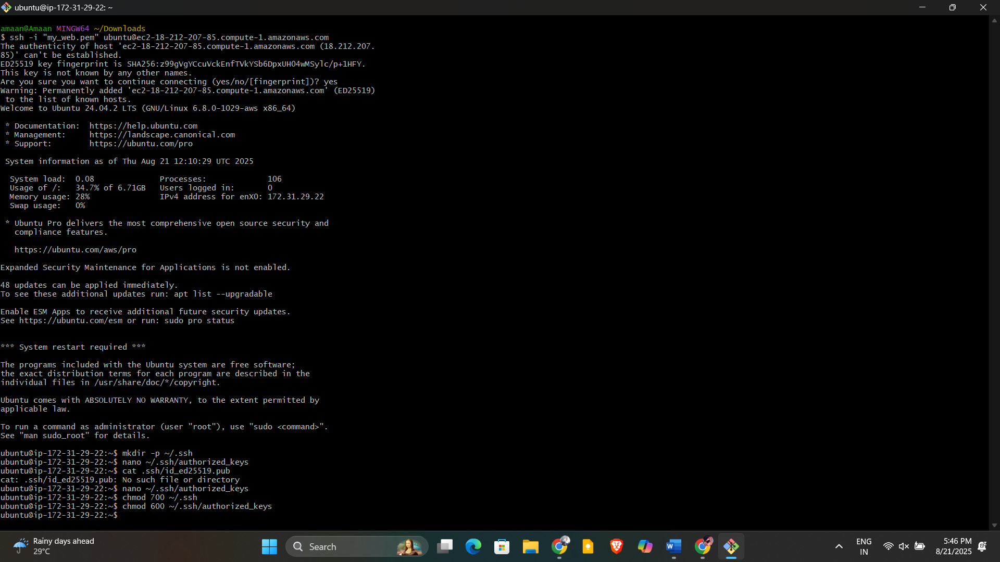 ubuntu@ip-172-31-29-22: ~
amaan@Amaan MINGW64 ~/Downloads
$ ssh -i "my_web.pem" ubuntu@ec2-18-212-207-85.compute-1.amazonaws.com
The authenticity of host 'ec2-18-212-207-85.compute-1.amazonaws.com (18.212.207.
85)' can't be established.
ED25519 key fingerprint is SHA256:z99gVgYCcuVckEnfTVkYSb6DpxUHO4wMSylc/p+1HFY.
This key is not known by any other names.
Are you sure you want to continue connecting (yes/no/[fingerprint])? yes
Warning: Permanently added 'ec2-18-212-207-85.compute-1.amazonaws.com' (ED25519)
 to the list of known hosts.
Welcome to Ubuntu 24.04.2 LTS (GNU/Linux 6.8.0-1029-aws x86_64)
 * Documentation:  https://help.ubuntu.com
 * Management:     https://landscape.canonical.com
 * Support:        https://ubuntu.com/pro
 System information as of Thu Aug 21 12:10:29 UTC 2025
  System load:  0.08              Processes:             106
  Usage of /:   34.7% of 6.71GB   Users logged in:       0
  Memory usage: 28%               IPv4 address for enX0: 172.31.29.22
  Swap usage:   0%
 * Ubuntu Pro delivers the most comprehensive open source security and
   compliance features.
   https://ubuntu.com/aws/pro
Expanded Security Maintenance for Applications is not enabled.
48 updates can be applied immediately.
To see these additional updates run: apt list --upgradable
Enable ESM Apps to receive additional future security updates.
See https://ubuntu.com/esm or run: sudo pro status
*** System restart required ***
The programs included with the Ubuntu system are free software;
the exact distribution terms for each program are described in the
individual files in /usr/share/doc/*/copyright.
Ubuntu comes with ABSOLUTELY NO WARRANTY, to the extent permitted by
applicable law.
To run a command as administrator (user "root"), use "sudo <command>".
See "man sudo_root" for details.
ubuntu@ip-172-31-29-22:~$ mkdir -p ~/.ssh
ubuntu@ip-172-31-29-22:~$ nano ~/.ssh/authorized_keys
ubuntu@ip-172-31-29-22:~$ cat .ssh/id_ed25519.pub
cat: .ssh/id_ed25519.pub: No such file or directory
ubuntu@ip-172-31-29-22:~$ nano ~/.ssh/authorized_keys
ubuntu@ip-172-31-29-22:~$ chmod 700 ~/.ssh
ubuntu@ip-172-31-29-22:~$ chmod 600 ~/.ssh/authorized_keys
ubuntu@ip-172-31-29-22:~$
Rainy days ahead
29°C
Search
W
ENG
IN
5:46 PM
8/21/2025